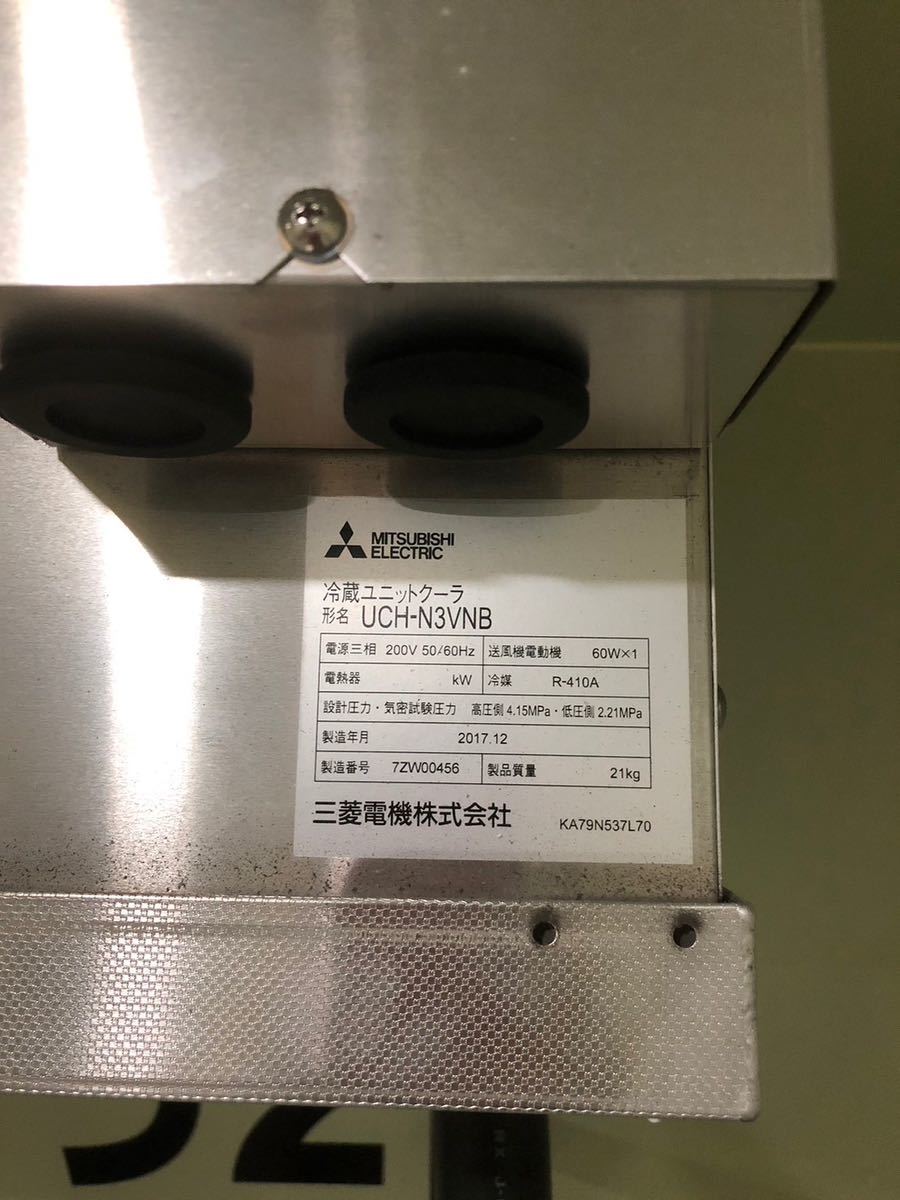 MITSUBISHI
ELECTRIC
冷蔵ユニットクーラ
形名 UCH-N3VNB
電源三相 200V 50/60Hz 送風機電動機 60W×1
電熱器 kW 冷媒 R-410A
設計圧力・気密試験圧力 高圧側 4.15MPa・低圧側 2.21MPa
製造年月 2017.12
製造番号 7ZW00456 製品質量 21kg
三菱電機株式会社 KA79N537L70